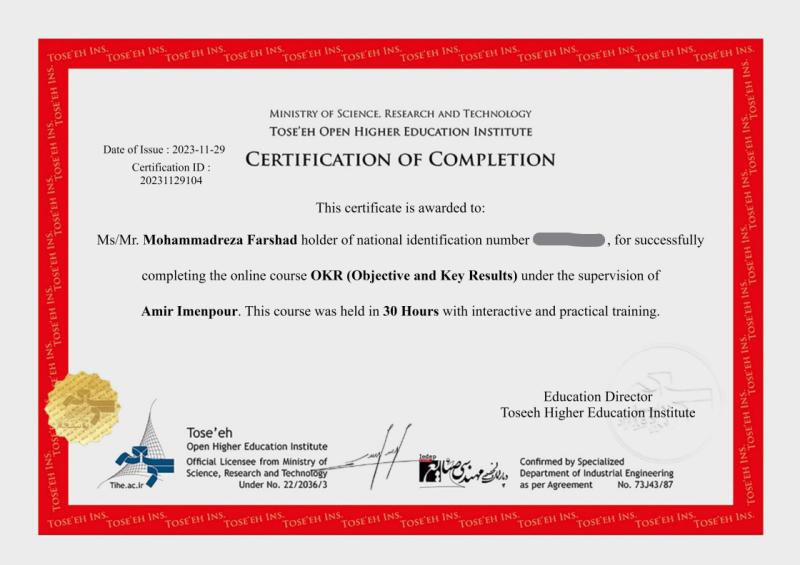 TOSE'EH INS. TOSE'EH INS. TOSE'EH INS. TOSE'EH INS. TOSE'EH INS. TOSE'EH INS. TOSE'EH INS. TOSE'EH INS. TOSE'EH INS. TOSE'EH INS. TOSE'EH INS. TOSE'EH INS.
MINISTRY OF SCIENCE, RESEARCH AND TECHNOLOGY
TOSE'EH OPEN HIGHER EDUCATION INSTITUTE
Date of Issue : 2023-11-29
Certification ID :
20231129104
CERTIFICATION OF COMPLETION
This certificate is awarded to:
Ms/Mr. Mohammadreza Farshad holder of national identification number , for successfully
completing the online course OKR (Objective and Key Results) under the supervision of
Amir Imenpour. This course was held in 30 Hours with interactive and practical training.
Education Director
Toseeh Higher Education Institute
Tose'eh
Open Higher Education Institute
Official Licensee from Ministry of
Science, Research and Technology
Under No. 22/2036/3
Tihe.ac.ir
Iedep
Confirmed by Specialized
Department of Industrial Engineering
as per Agreement No. 73J43/87
TOSE'EH INS. TOSE'EH INS. TOSE'EH INS. TOSE'EH INS. TOSE'EH INS. TOSE'EH INS. TOSE'EH INS. TOSE'EH INS. TOSE'EH INS. TOSE'EH INS. TOSE'EH INS. TOSE'EH INS.